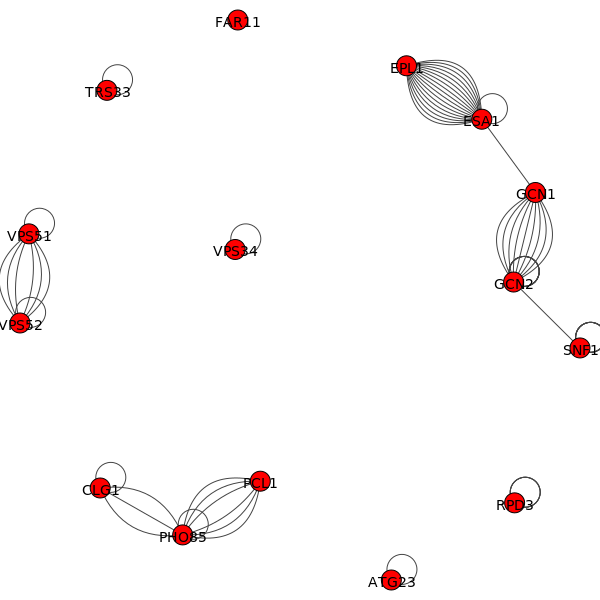 FAR11
EPL1
TRS33
ESA1
GCN1
VPS51
VPS34
GCN2
VPS52
SNF1
CLG1
PCL1
RPD3
PHO85
ATG23